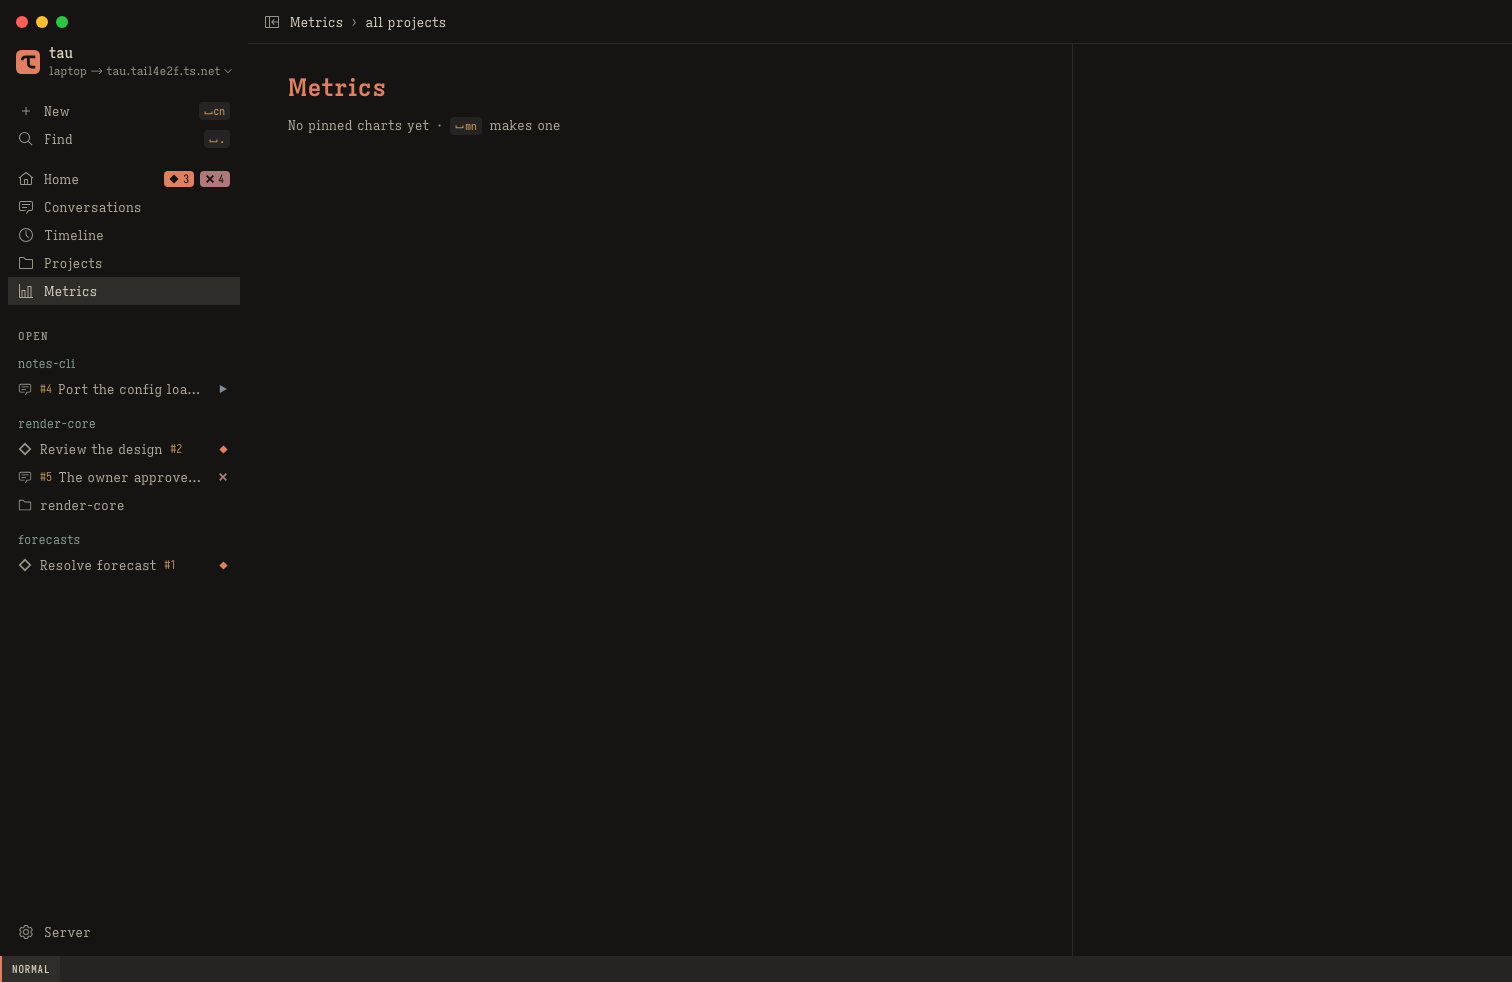 tau
laptop → tau.tail4e2f.ts.net
New ⎵cn
Find ⎵.
Home ◆ 3 ✕ 4
Conversations
Timeline
Projects
Metrics
OPEN
notes-cli
#4 Port the config loa...
render-core
Review the design #2
#5 The owner approve...
render-core
forecasts
Resolve forecast #1
Server
NORMAL
Metrics › all projects
Metrics
No pinned charts yet · ⎵mn makes one